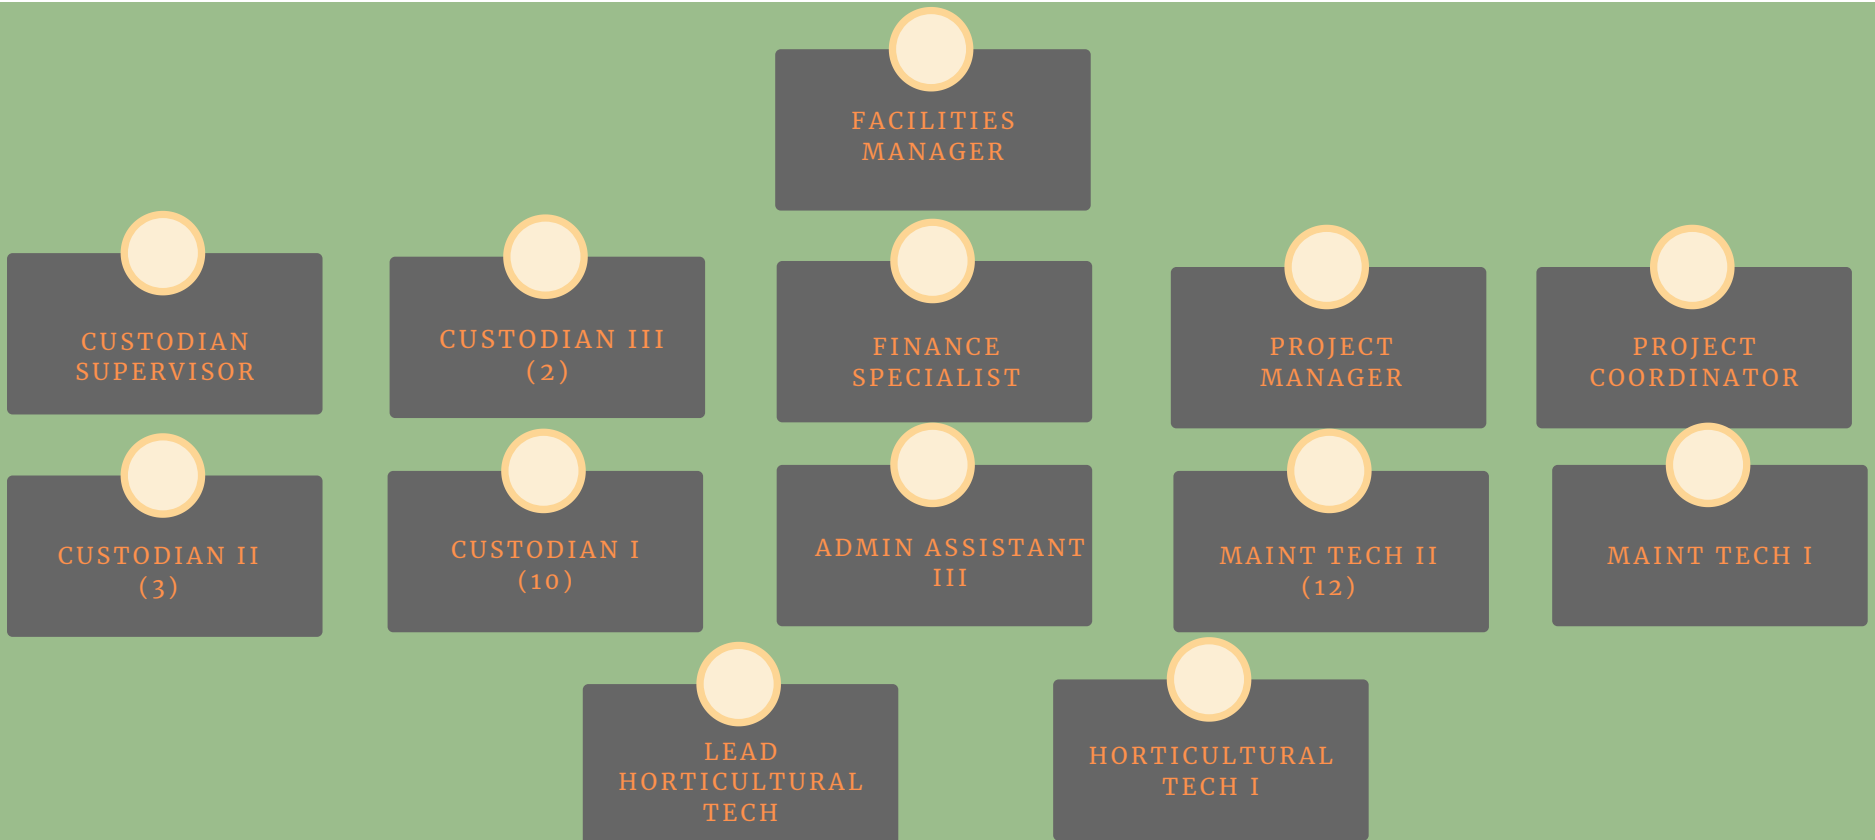 FACILITIES
MANAGER
CUSTODIAN
SUPERVISOR
CUSTODIAN III
(2)
FINANCE
SPECIALIST
PROJECT
MANAGER
PROJECT
COORDINATOR
CUSTODIAN II
(3)
CUSTODIAN I
(10)
ADMIN ASSISTANT
III
MAINT TECH II
(12)
MAINT TECH I
LEAD
HORTICULTURAL
TECH
HORTICULTURAL
TECH I